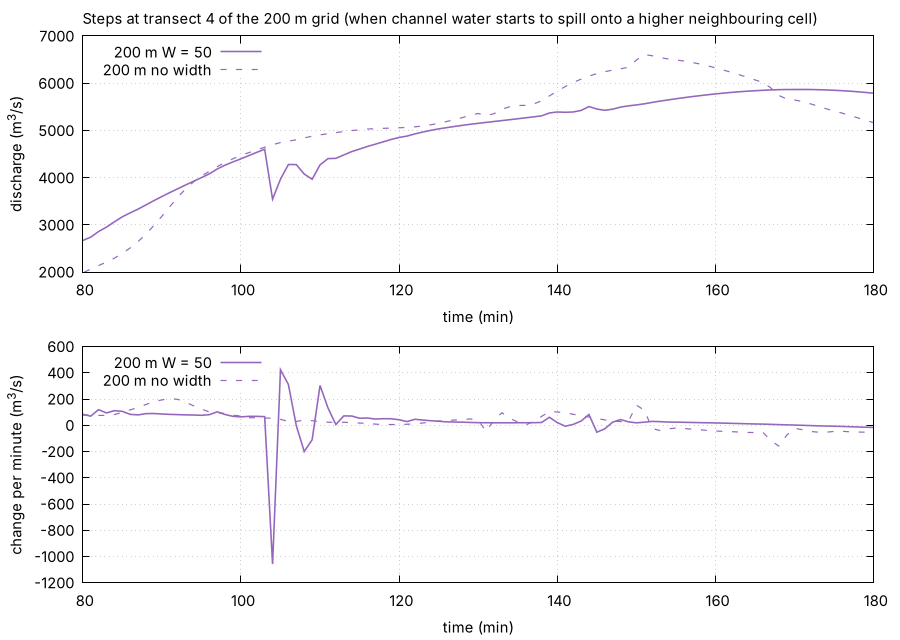 Steps at transect 4 of the 200 m grid (when channel water starts to spill onto a higher neighbouring cell)
7000
6000
5000
4000
3000
2000
discharge (m³/s)
200 m W = 50
200 m no width
80 100 120 140 160 180
time (min)
600
400
200
0
-200
-400
-600
-800
-1000
-1200
change per minute (m³/s)
200 m W = 50
200 m no width
80 100 120 140 160 180
time (min)